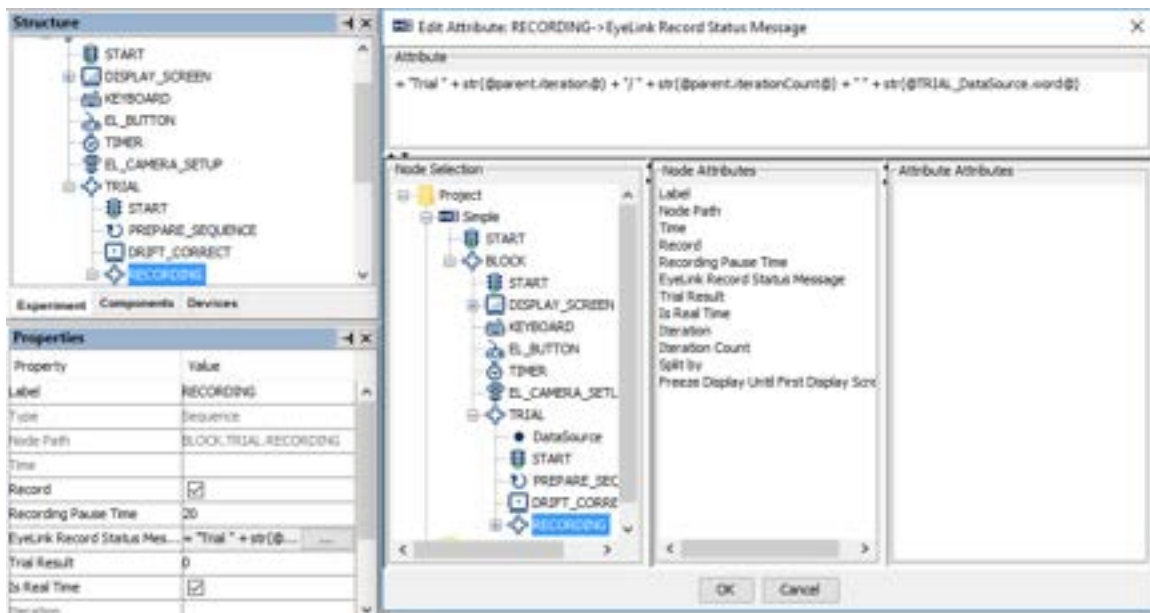 Structure
START
DISPLAY_SCREEN
KEYBOARD
EL_BUTTON
TIMER
EL_CAMERA_SETUP
TRIAL
START
PREPARE_SEQUENCE
DRIFT_CORRECT
RECORDING
Experiment Components Devices
Properties
Property Value
Label RECORDING
Type Sequence
Node Path BLOCK.TRIAL.RECORDING
Time
Record
Recording Pause Time 20
EyeLink Record Status Mes... = "Trial " + str(@... ...
Trial Result 0
Is Real Time
Iteration
Edit Attribute: RECORDING->EyeLink Record Status Message
Attribute
= "Trial " + str(@parent.iteration@) + "/ " + str(@parent.iterationCount@) + " " + str(@TRIAL_DataSource.word@)
Node Selection
Project
Simple
START
BLOCK
START
DISPLAY_SCREEN
KEYBOARD
EL_BUTTON
TIMER
EL_CAMERA_SETU
TRIAL
DataSource
START
PREPARE_SEC
DRIFT_CORRE
RECORDING
Node Attributes
Label
Node Path
Time
Record
Recording Pause Time
EyeLink Record Status Message
Trial Result
Is Real Time
Iteration
Iteration Count
Split by
Freeze Display Until First Display Scre
Attribute Attributes
OK Cancel